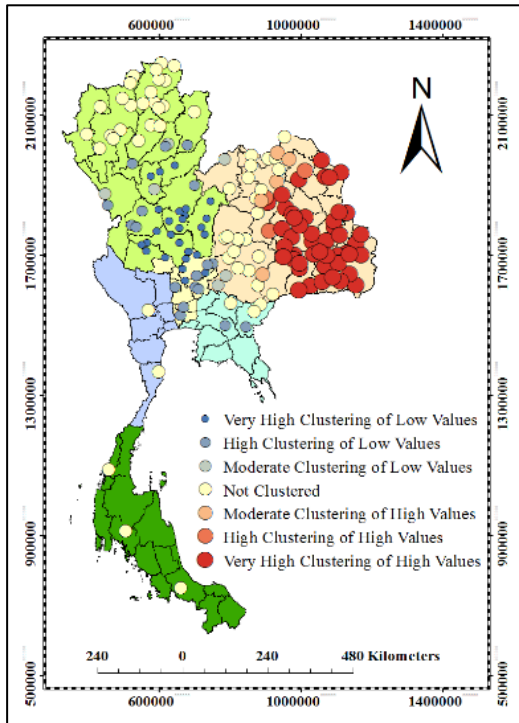 600000 1000000 1400000
N
2100000 2100000
1700000 1700000
1300000 1300000
900000 900000
5000000 5000000
Very High Clustering of Low Values
High Clustering of Low Values
Moderate Clustering of Low Values
Not Clustered
Moderate Clustering of High Values
High Clustering of High Values
Very High Clustering of High Values
240 0 240 480 Kilometers
600000 1000000 1400000